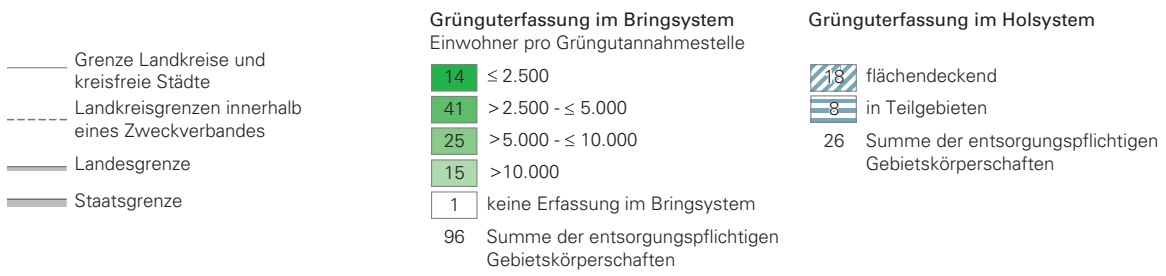 Grenze Landkreise und
kreisfreie Städte
Landkreisgrenzen innerhalb
eines Zweckverbandes
Landesgrenze
Staatsgrenze
Grünguterfassung im Bringsystem
Einwohner pro Grüngutannahmestelle
14 ≤ 2.500
41 >2.500 - ≤ 5.000
25 >5.000 - ≤ 10.000
15 >10.000
1 keine Erfassung im Bringsystem
96 Summe der entsorgungspflichtigen
Gebietskörperschaften
Grünguterfassung im Holsystem
18 flächendeckend
8 in Teilgebieten
26 Summe der entsorgungspflichtigen
Gebietskörperschaften